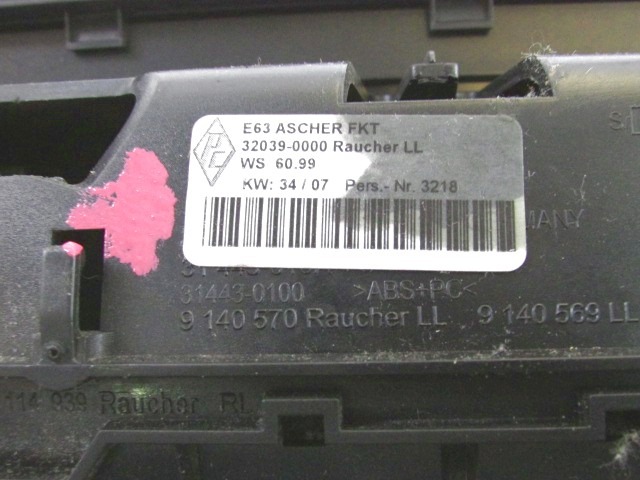 E63 ASCHER FKT
32039-0000 Raucher LL
WS 60.99
KW: 34 / 07 Pers.- Nr. 3218
31443-0100 >ABS+PC<
9 140 570 Raucher LL 9 140 569 LL
114 939 Raucher RL